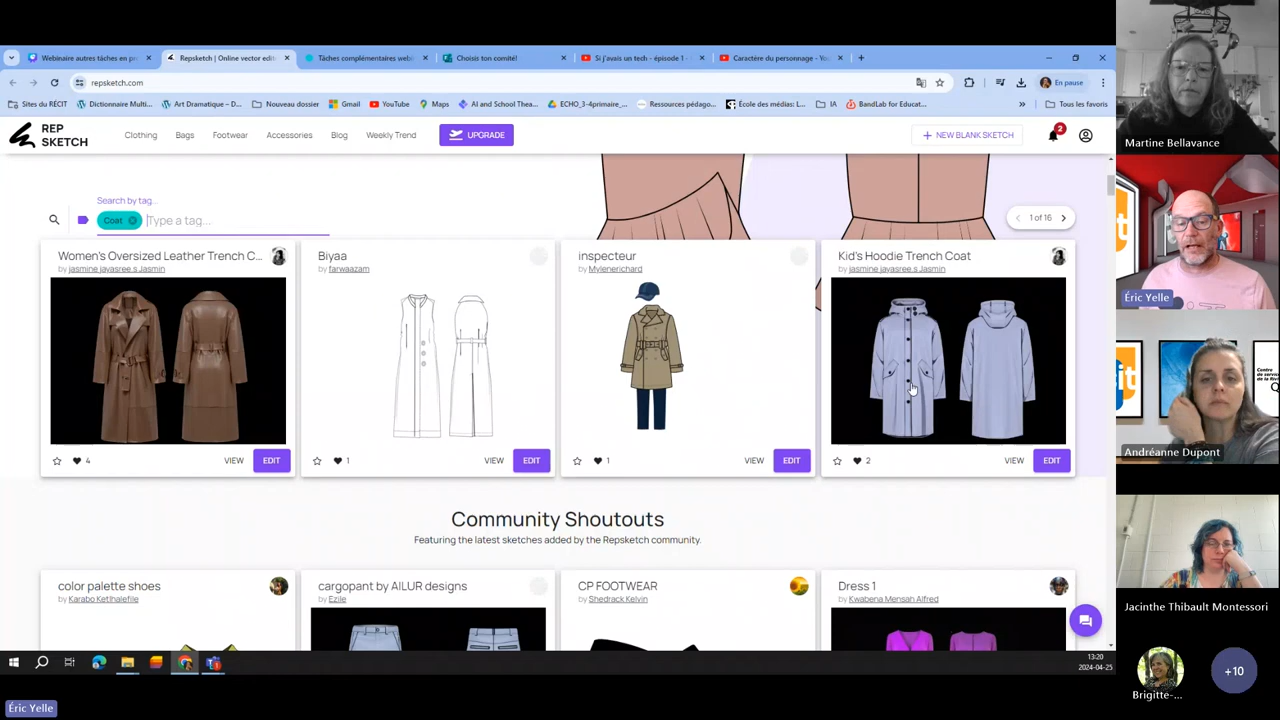 Webinaire autres tâches en pr
Repsketch | Online vector edit
Tâches complémentaires webi
Choisis ton comité!
Si j'avais un tech - épisode 1 -
Caractère du personnage - Yo
repsketch.com
En pause
Sites du RÉCIT
Dictionnaire Multi...
Art Dramatique – D...
Nouveau dossier
Gmail
YouTube
Maps
AI and School Thea...
ECHO_3-4primaire_...
Ressources pédago...
École des médias: L...
IA
BandLab for Educat...
Tous les favoris
REP SKETCH
Clothing
Bags
Footwear
Accessories
Blog
Weekly Trend
UPGRADE
+ NEW BLANK SKETCH
2
Search by tag...
Coat
Type a tag...
1 of 16
Women's Oversized Leather Trench C...
by jasmine jayasree.s Jasmin
4
VIEW
EDIT
Biyaa
by farwaazam
1
VIEW
EDIT
inspecteur
by Mylenerichard
1
VIEW
EDIT
Kid's Hoodie Trench Coat
by jasmine jayasree.s Jasmin
2
VIEW
EDIT
Community Shoutouts
Featuring the latest sketches added by the Repsketch community.
color palette shoes
by Karabo Ketlhalefile
cargopant by AILUR designs
by Ezile
CP FOOTWEAR
by Shedrack Kelvin
Dress 1
by Kwabena Mensah Alfred
13:20
2024-04-25
Éric Yelle
Martine Bellavance
Éric Yelle
Centre
de service
de la Riv
Andréanne Dupont
Jacinthe Thibault Montessori
Brigitte-...
+10